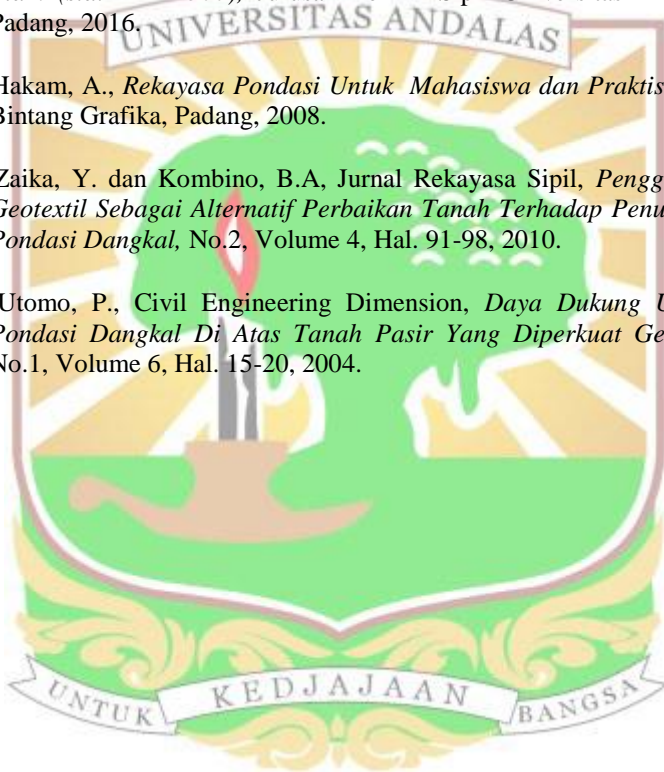 Padang, 2016.
UNIVERSITAS ANDALAS
Hakam, A., Rekayasa Pondasi Untuk Mahasiswa dan Praktis
Bintang Grafika, Padang, 2008.
Zaika, Y. dan Kombino, B.A, Jurnal Rekayasa Sipil,
Geotextil Sebagai Alternatif Perbaikan Tanah Terhadap
Pondasi Dangkal, No.2, Volume 4, Hal. 91-98, 2010.
Utomo, P., Civil Engineering Dimension, Daya Dukung
Pondasi Dangkal Di Atas Tanah Pasir Yang Diperkuat
No.1, Volume 6, Hal. 15-20, 2004.
UNTUK KEDJAJAAN BANGSA